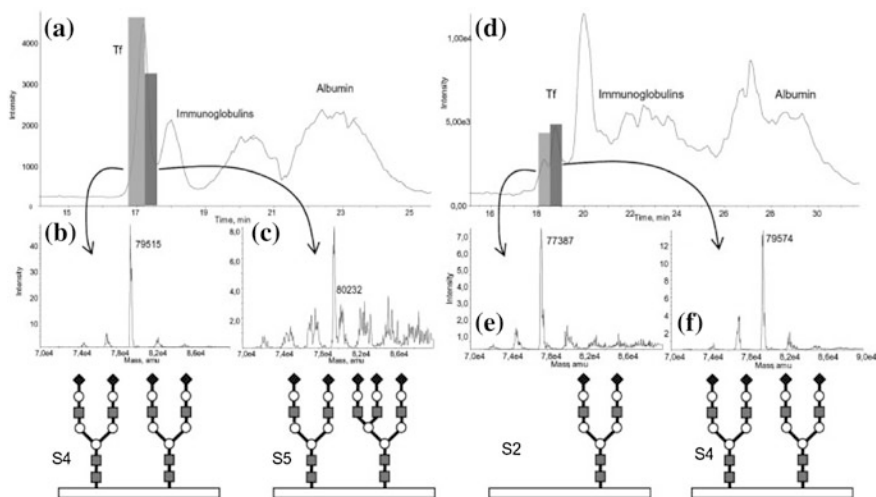 (a)
4000
3000
2000
1000
0
Intensity
Tf
Immunoglobulins
Albumin
15 17 19 21 23 25
Time, min
(b)
40
30
20
10
Intensity
79515
7,0e4 7,4e4 7,8e4 8,2e4 8,6e4
Mass, amu
(c)
8,0
6,0
4,0
2,0
80232
7,0e4 7,4e4 7,8e4 8,2e4 8,6e4
Mass, amu
S4
S5
(d)
1,00e4
5,00e3
0,00
Intensity
Tf
Immunoglobulins
Albumin
16 18 20 22 24 26 28 30
Time, min
(e)
7,0
6,0
5,0
4,0
3,0
2,0
1,0
Intensity
77387
7,0e4 7,4e4 7,8e4 8,2e4 8,6e4
(f)
12
10
8
6
4
2
79574
7,0e4 7,4e4 7,8e4 8,2e4 8,6e4 9,0e4
Mass amu
S2
S4